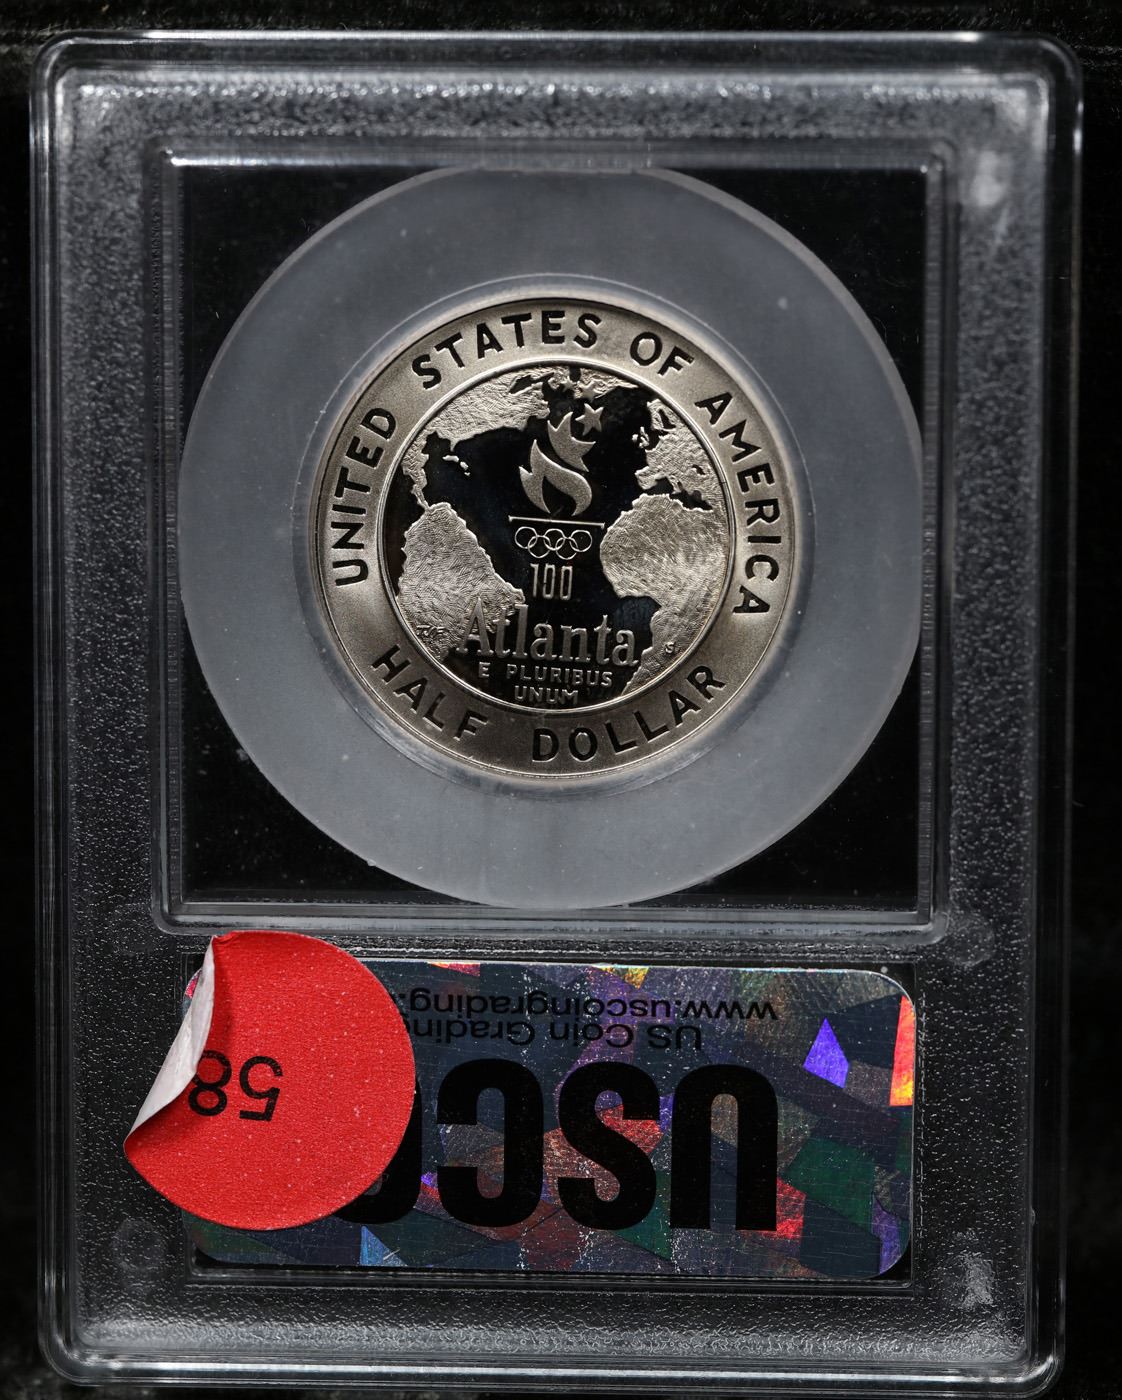 UNITED STATES OF AMERICA
100
Atlanta
E PLURIBUS
UNUM
HALF DOLLAR
58
USCG
US Coin Grading
www.uscoingrading.